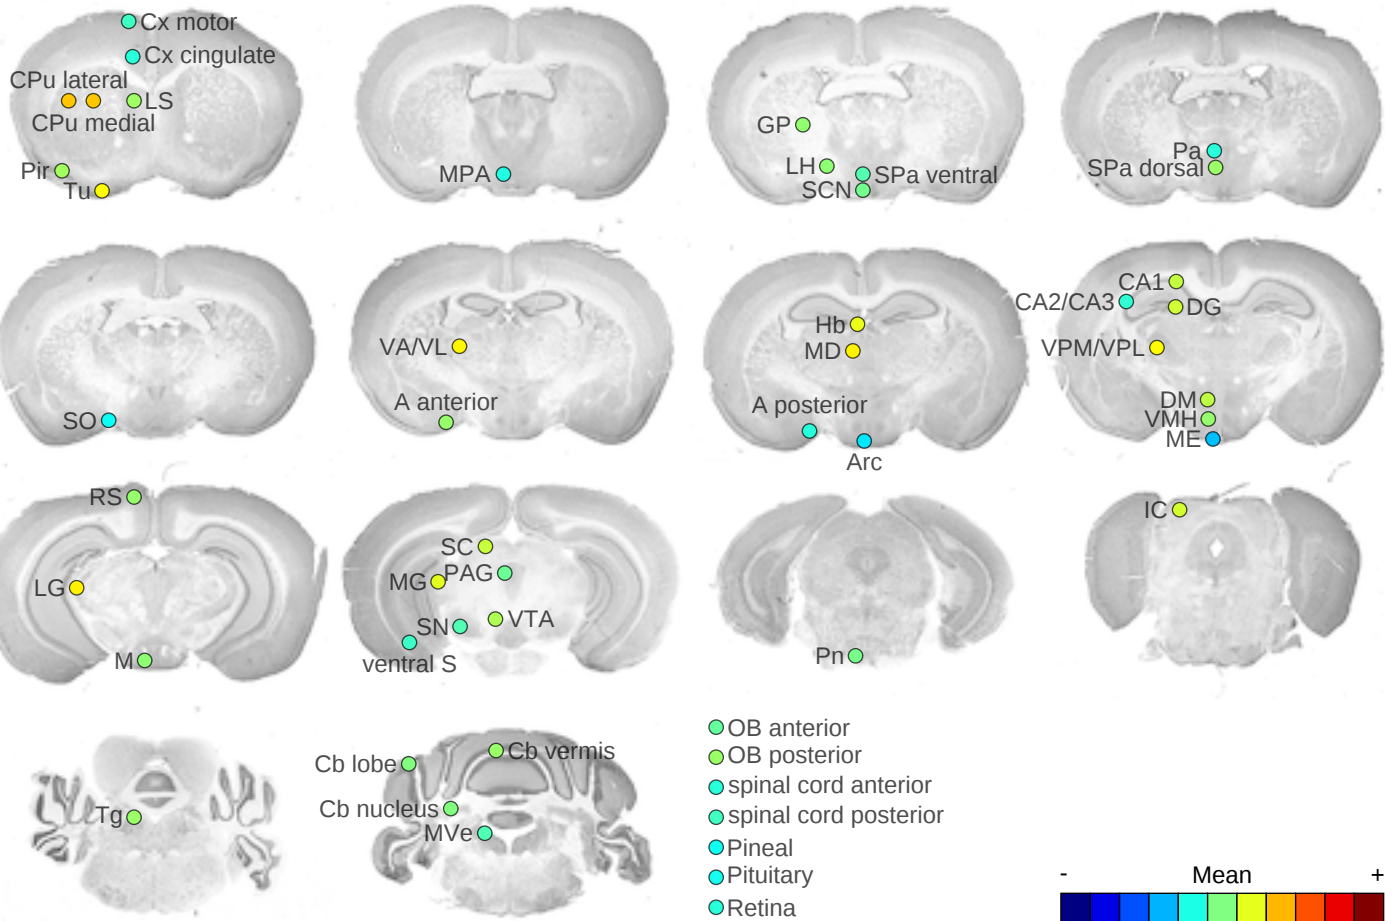 Cx motor
Cx cingulate
CPu lateral
LS
CPu medial
Pir
Tu
MPA
GP
LH
SPa ventral
SCN
Pa
SPa dorsal
SO
VA/VL
A anterior
Hb
MD
A posterior
Arc
CA1
CA2/CA3
DG
VPM/VPL
DM
VMH
ME
RS
LG
M
SC
MG
PAG
SN
VTA
ventral S
Pn
IC
Tg
Cb lobe
Cb vermis
Cb nucleus
MVe
OB anterior
OB posterior
spinal cord anterior
spinal cord posterior
Pineal
Pituitary
Retina
- Mean +